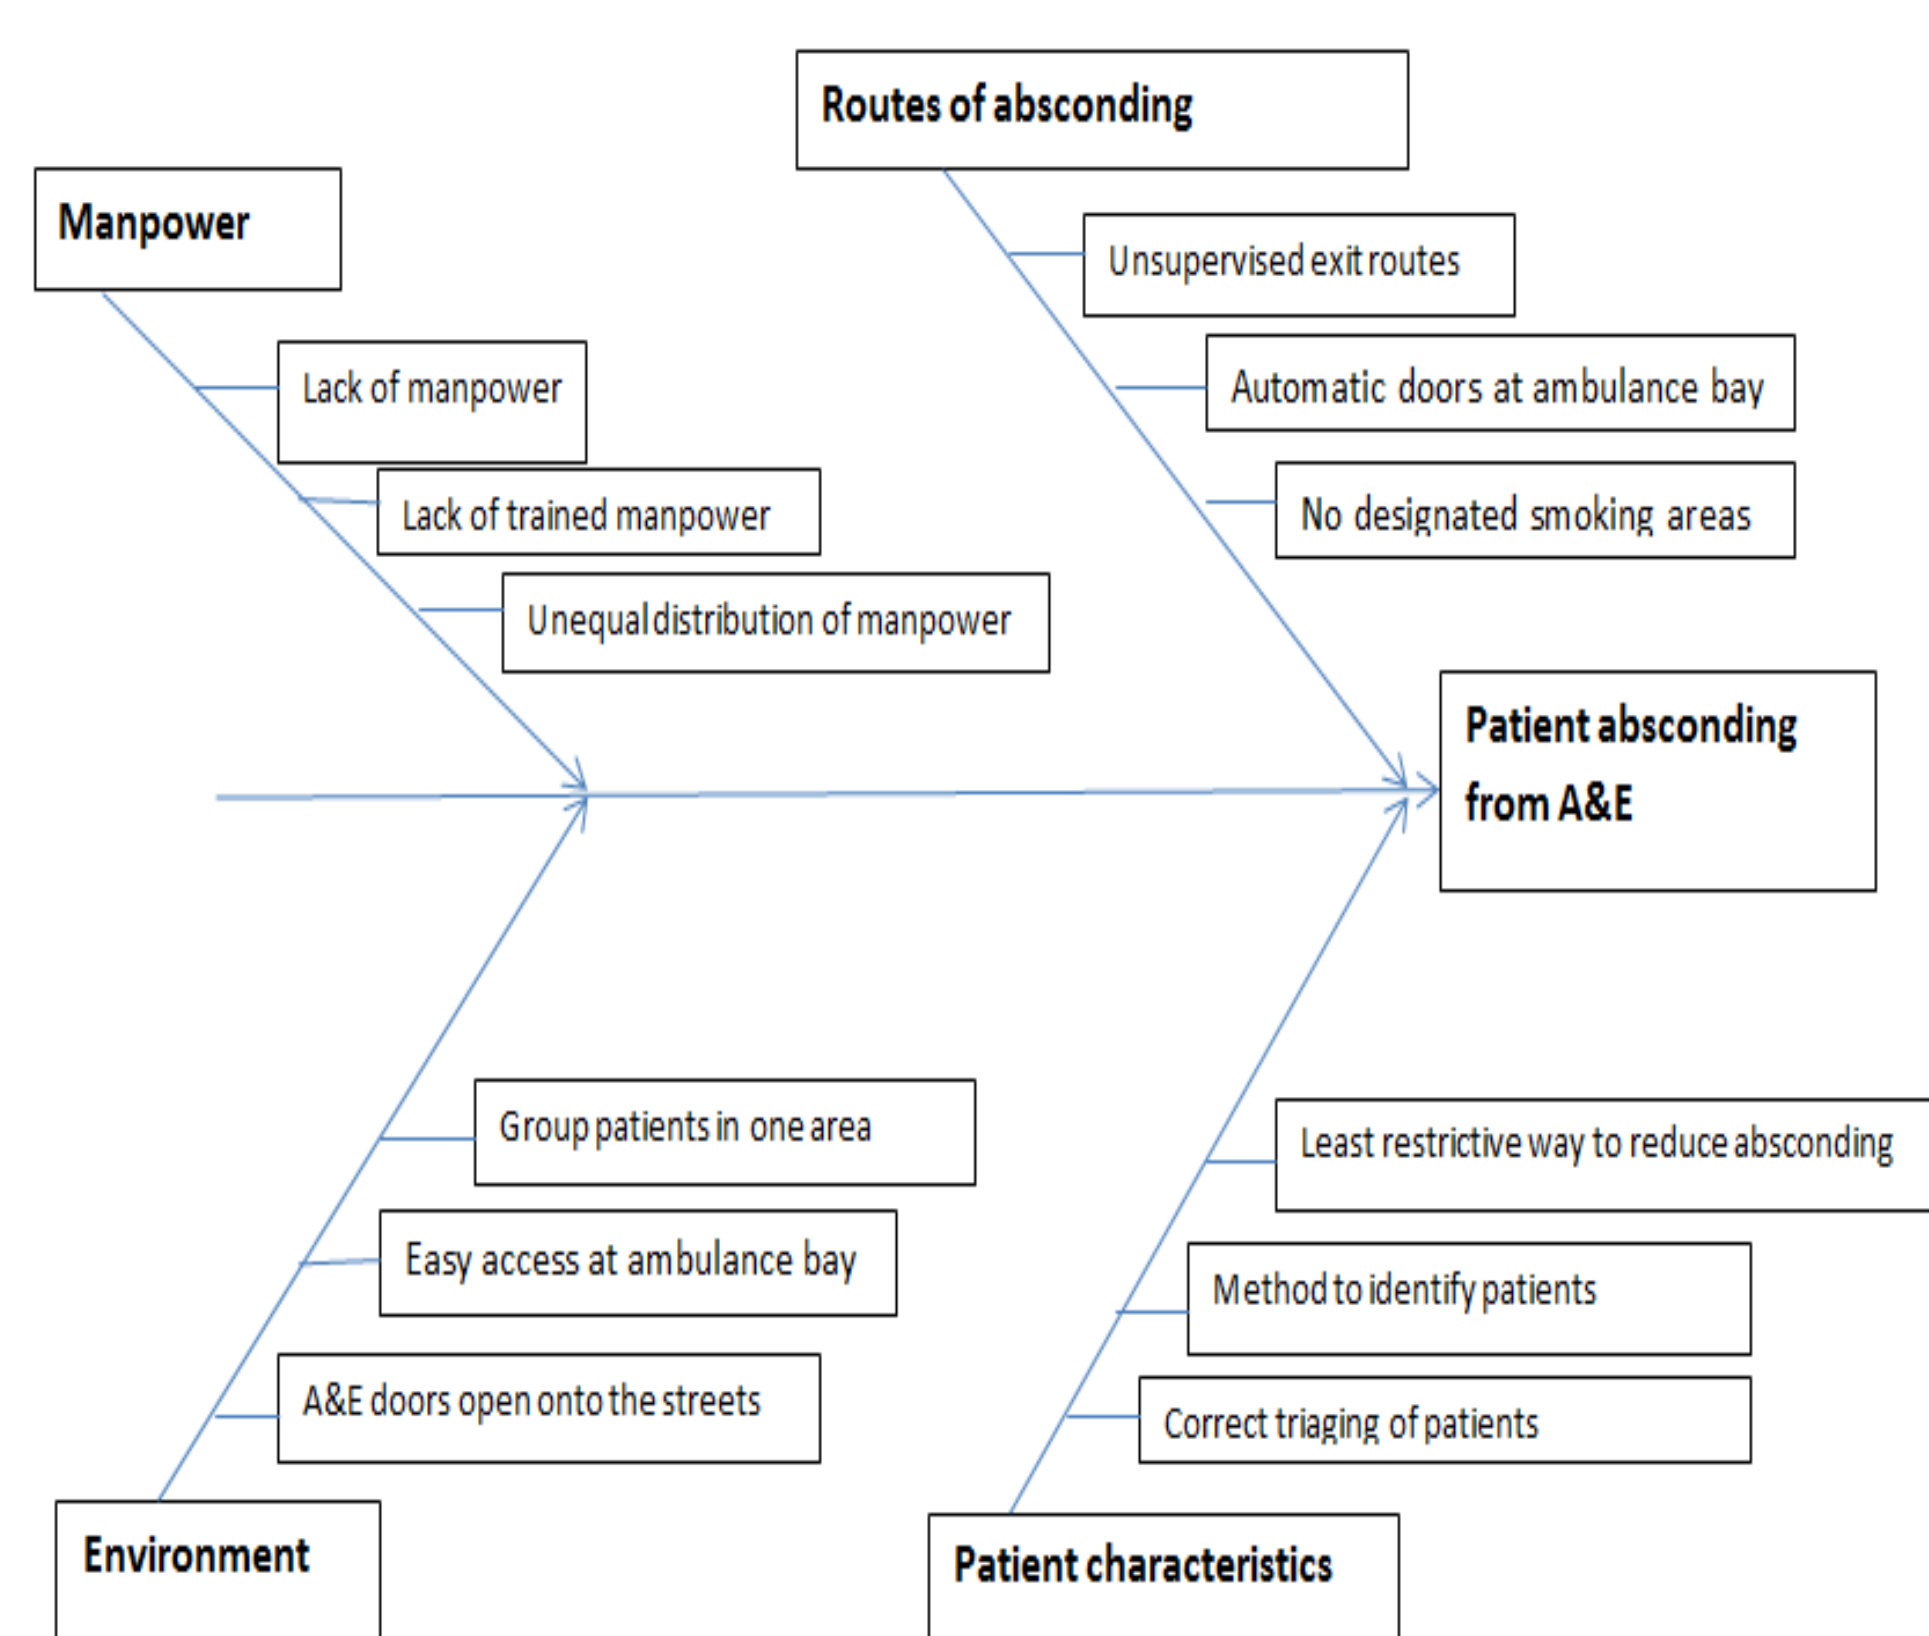 Routes of absconding
Manpower
Unsupervised exit routes
Lack of manpower
Automatic doors at ambulance bay
Lack of trained manpower
No designated smoking areas
Unequal distribution of manpower
Patient absconding
from A&E
Group patients in one area
Least restrictive way to reduce absconding
Easy access at ambulance bay
Method to identify patients
A&E doors open onto the streets
Correct triaging of patients
Environment
Patient characteristics